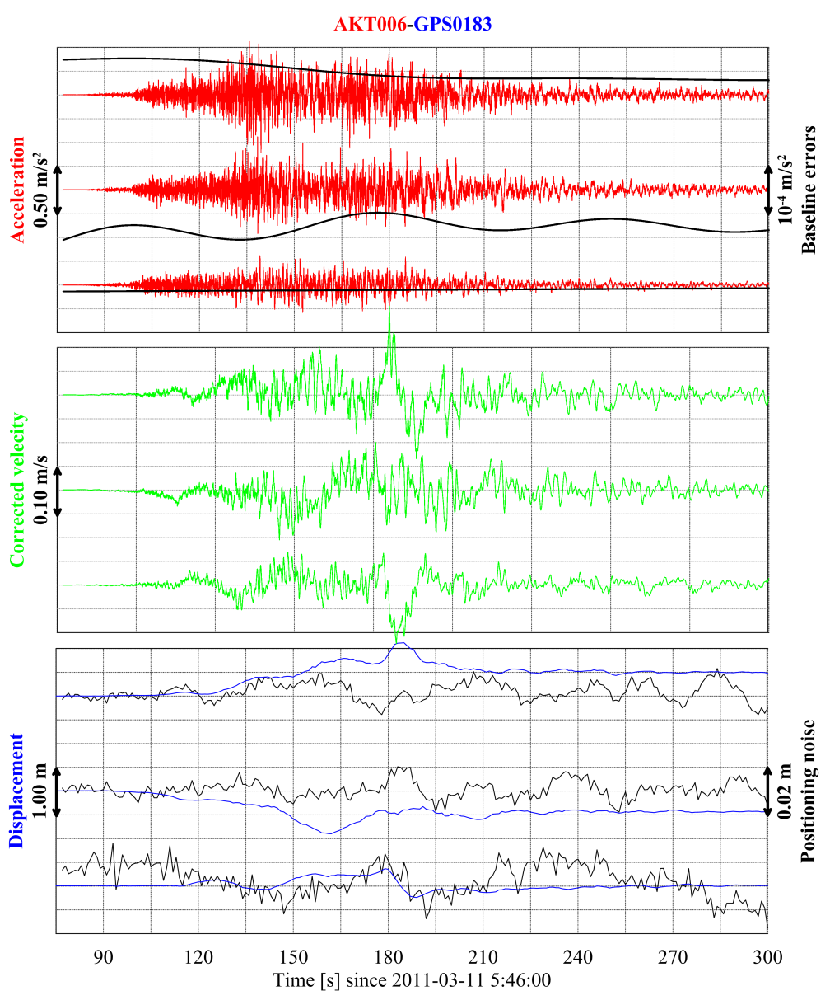 AKT006-GPS0183
Acceleration
0.50 m/s²
10⁻⁴ m/s²
Baseline errors
Corrected velecity
0.10 m/s
Displacement
1.00 m
0.02 m
Positioning noise
90 120 150 180 210 240 270 300
Time [s] since 2011-03-11 5:46:00